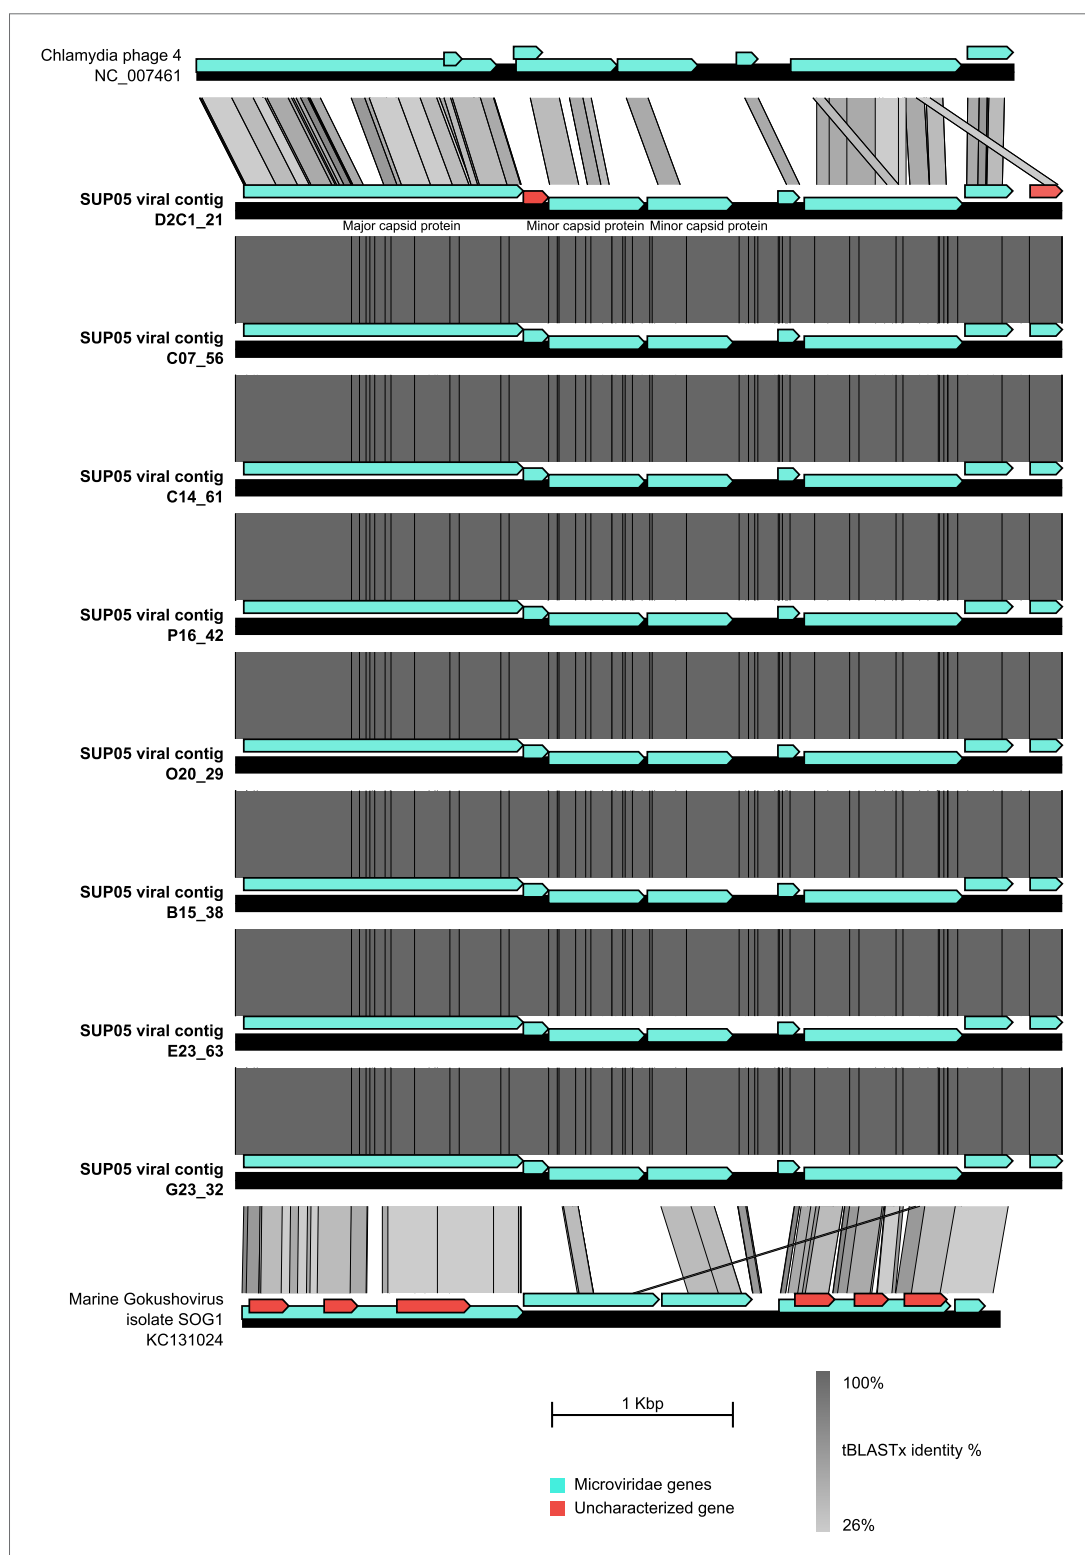 Chlamydia phage 4
NC_007461
SUP05 viral contig
D2C1_21
Major capsid protein
Minor capsid protein
Minor capsid protein
SUP05 viral contig
C07_56
SUP05 viral contig
C14_61
SUP05 viral contig
P16_42
SUP05 viral contig
O20_29
SUP05 viral contig
B15_38
SUP05 viral contig
E23_63
SUP05 viral contig
G23_32
Marine Gokushovirus
isolate SOG1
KC131024
1 Kbp
100%
tBLASTx identity %
26%
Microviridae genes
Uncharacterized gene